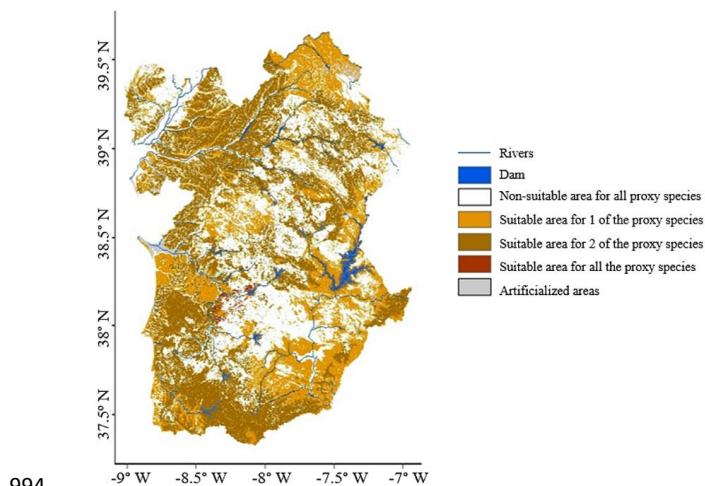 39.5° N
39° N
38.5° N
38° N
37.5° N
-9° W -8.5° W -8° W -7.5° W -7° W
Rivers
Dam
Non-suitable area for all proxy species
Suitable area for 1 of the proxy species
Suitable area for 2 of the proxy species
Suitable area for all the proxy species
Artificialized areas
994